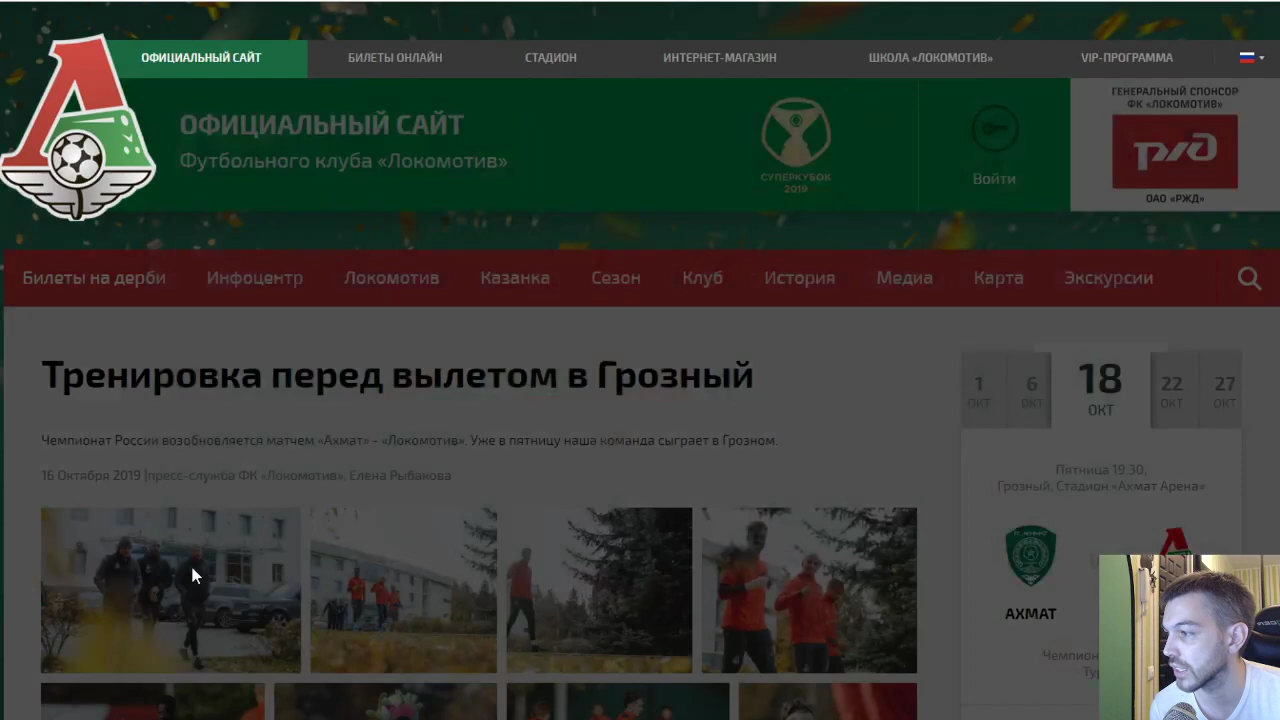 ОФИЦИАЛЬНЫЙ САЙТ
БИЛЕТЫ ОНЛАЙН
СТАДИОН
ИНТЕРНЕТ-МАГАЗИН
ШКОЛА «ЛОКОМОТИВ»
VIP-ПРОГРАММА
ОФИЦИАЛЬНЫЙ САЙТ
Футбольного клуба «Локомотив»
СУПЕРКУБОК
2019
Войти
ГЕНЕРАЛЬНЫЙ СПОНСОР
ФК «ЛОКОМОТИВ»
РЖД
ОАО «РЖД»
Билеты на дерби
Инфоцентр
Локомотив
Казанка
Сезон
Клуб
История
Медиа
Карта
Экскурсии
Тренировка перед вылетом в Грозный
Чемпионат России возобновляется матчем «Ахмат» - «Локомотив». Уже в пятницу наша команда сыграет в Грозном.
16 Октября 2019 |пресс-служба ФК «Локомотив», Елена Рыбакова
1
ОКТ
6
ОКТ
18
ОКТ
22
ОКТ
27
ОКТ
Пятница 19:30,
Грозный, Стадион «Ахмат Арена»
АХМАТ